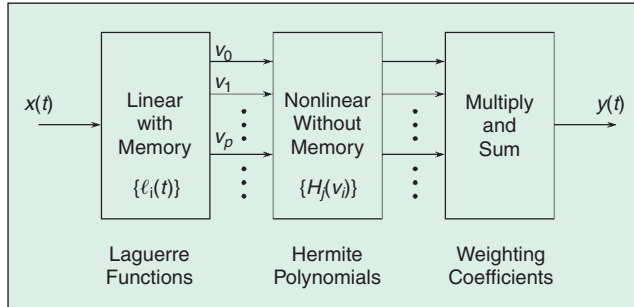 x(t)
Linear
with
Memory
{ℓi(t)}
v0
v1
vp
Nonlinear
Without
Memory
{Hj(vi)}
Multiply
and
Sum
y(t)
Laguerre
Functions
Hermite
Polynomials
Weighting
Coefficients